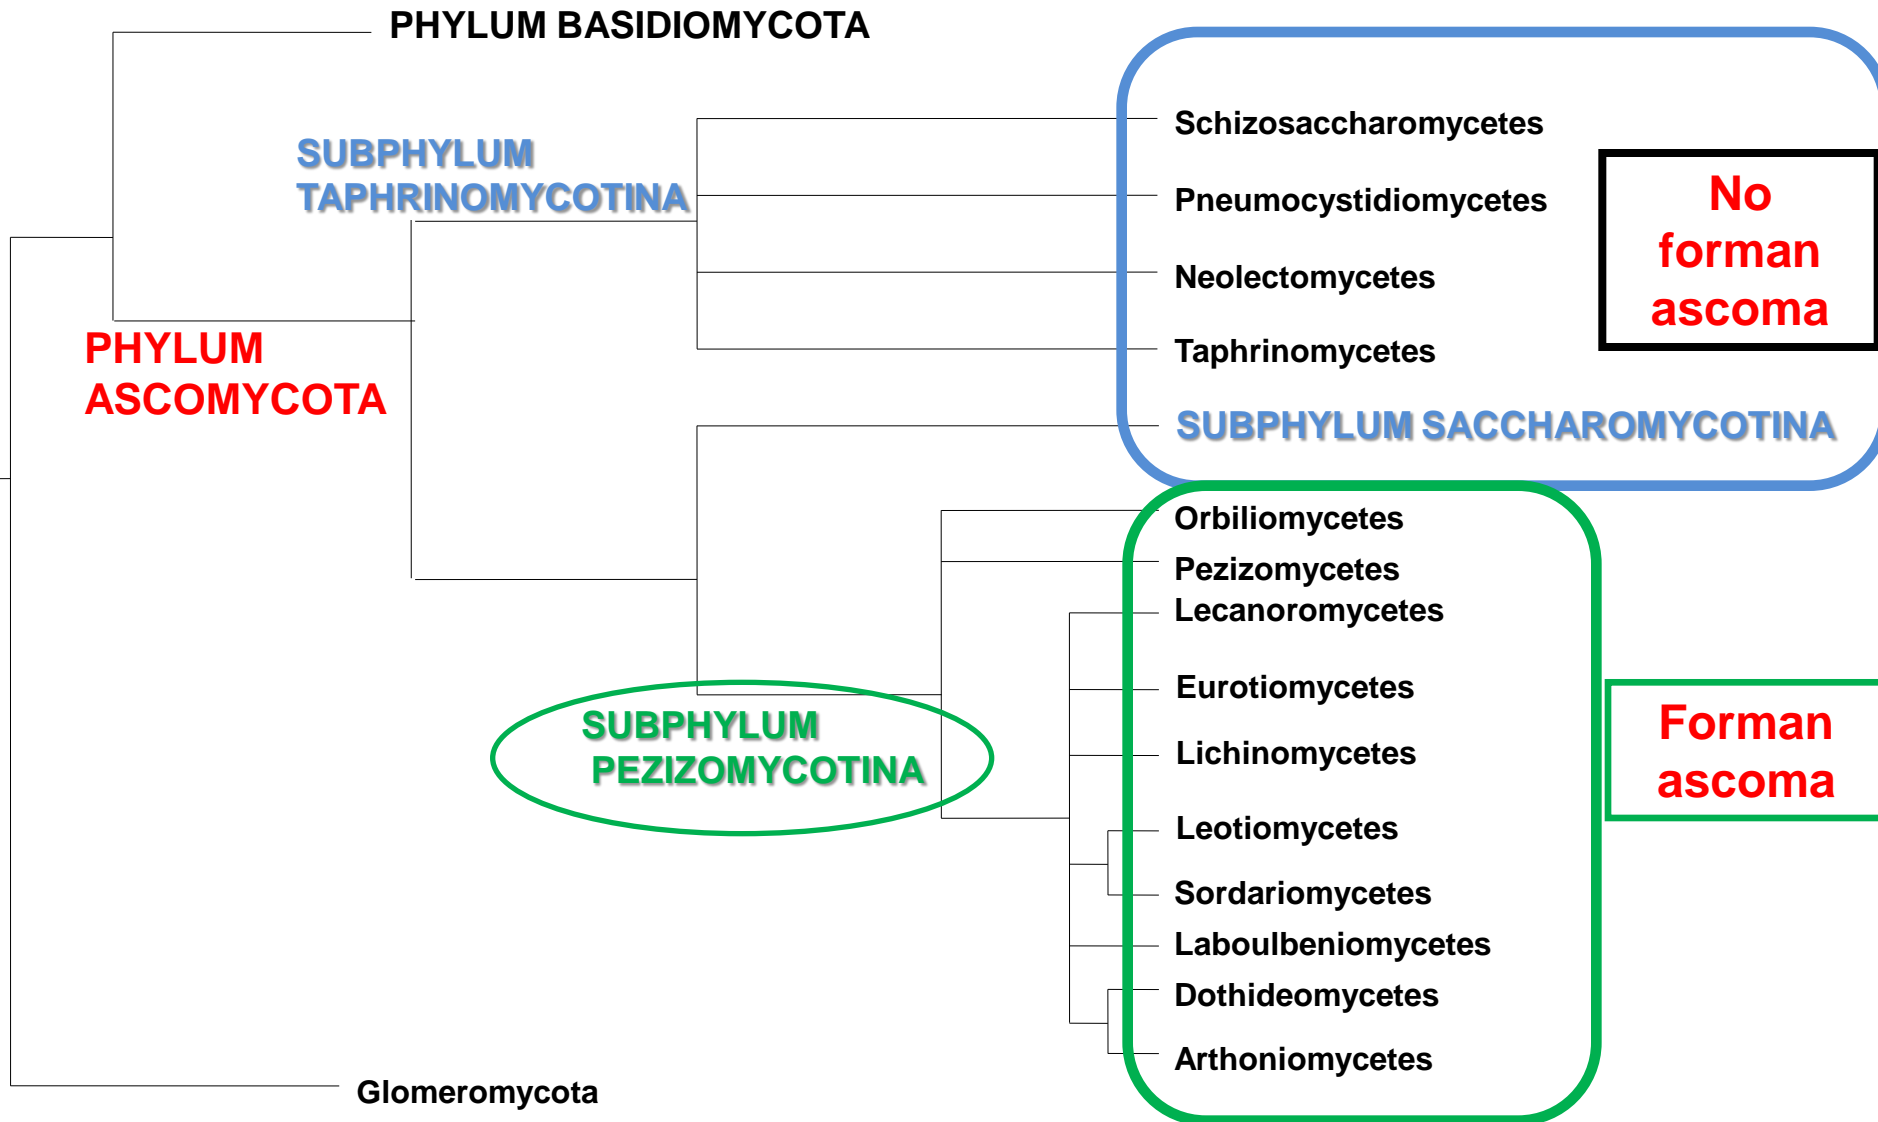 PHYLUM BASIDIOMYCOTA
SUBPHYLUM
TAPHRINOMYCOTINA
Schizosaccharomycetes
Pneumocystidiomycetes
Neolectomycetes
Taphrinomycetes
No
forman
ascoma
PHYLUM
ASCOMYCOTA
SUBPHYLUM SACCHAROMYCOTINA
Orbiliomycetes
Pezizomycetes
Lecanoromycetes
Eurotiomycetes
Lichinomycetes
Leotiomycetes
Sordariomycetes
Laboulbeniomycetes
Dothideomycetes
Arthoniomycetes
SUBPHYLUM
PEZIZOMYCOTINA
Forman
ascoma
Glomeromycota